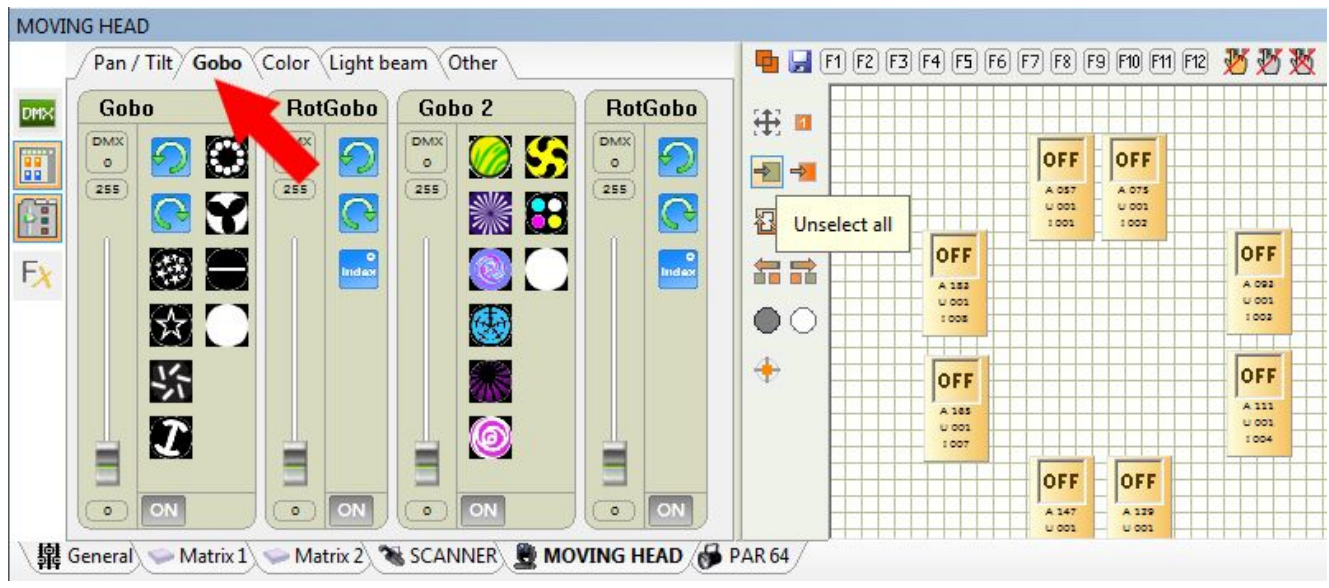 MOVING HEAD
Pan / Tilt Gobo Color Light beam Other
F1 F2 F3 F4 F5 F6 F7 F8 F9 F10 F11 F12
DMX
Gobo
DMX
0
255
0
ON
RotGobo
255
Index
0
ON
Gobo 2
DMX
0
255
0
ON
RotGobo
DMX
0
255
Index
0
ON
FX
1
Unselect all
OFF
A 057
U 001
I 001
OFF
A 075
U 001
I 002
OFF
A 183
U 001
I 008
OFF
A 093
U 001
I 003
OFF
A 165
U 001
I 007
OFF
A 111
U 001
I 004
OFF
A 147
U 001
OFF
A 129
U 001
General Matrix 1 Matrix 2 SCANNER MOVING HEAD PAR 64